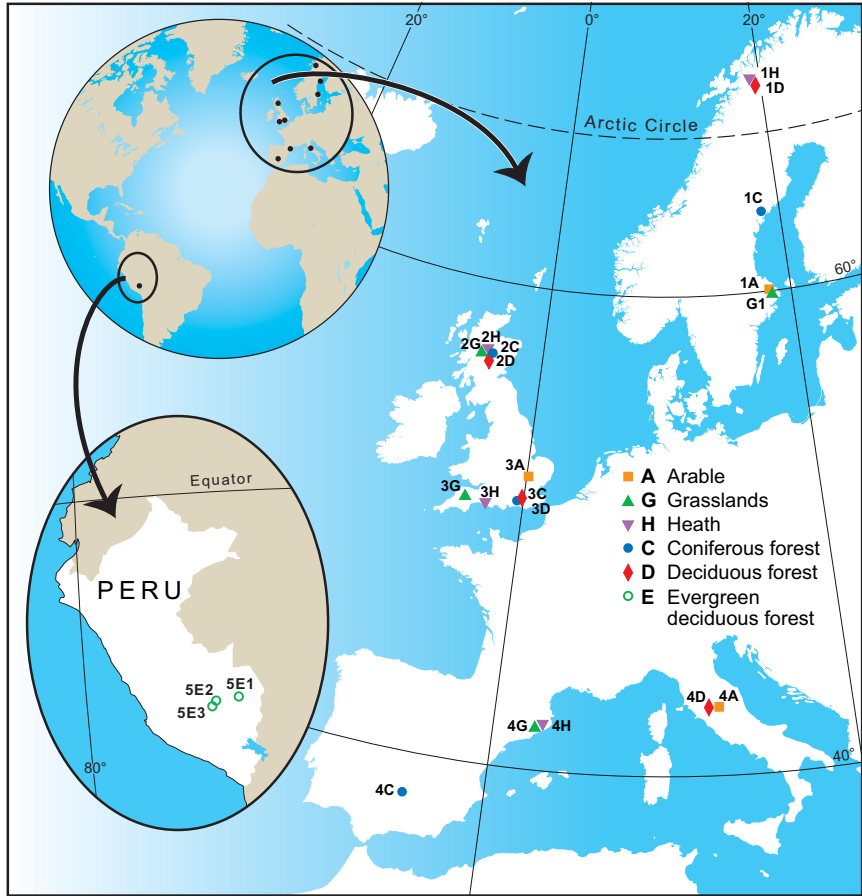 20°
0°
20°
1H
1D
Arctic Circle
1C
60°
1A
G1
2H
2G
2C
2D
3A
3G
3H
3C
3D
A Arable
G Grasslands
H Heath
C Coniferous forest
D Deciduous forest
E Evergreen
deciduous forest
Equator
PERU
5E1
5E2
5E3
80°
4D
4A
4G
4H
4C
40°